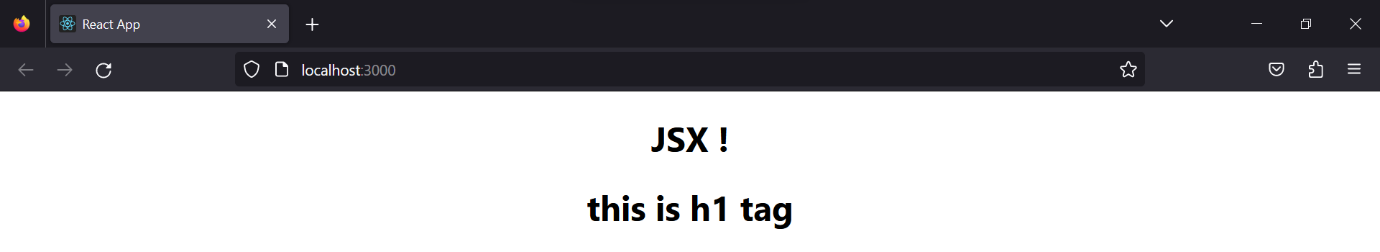 React App
localhost:3000
JSX !
this is h1 tag